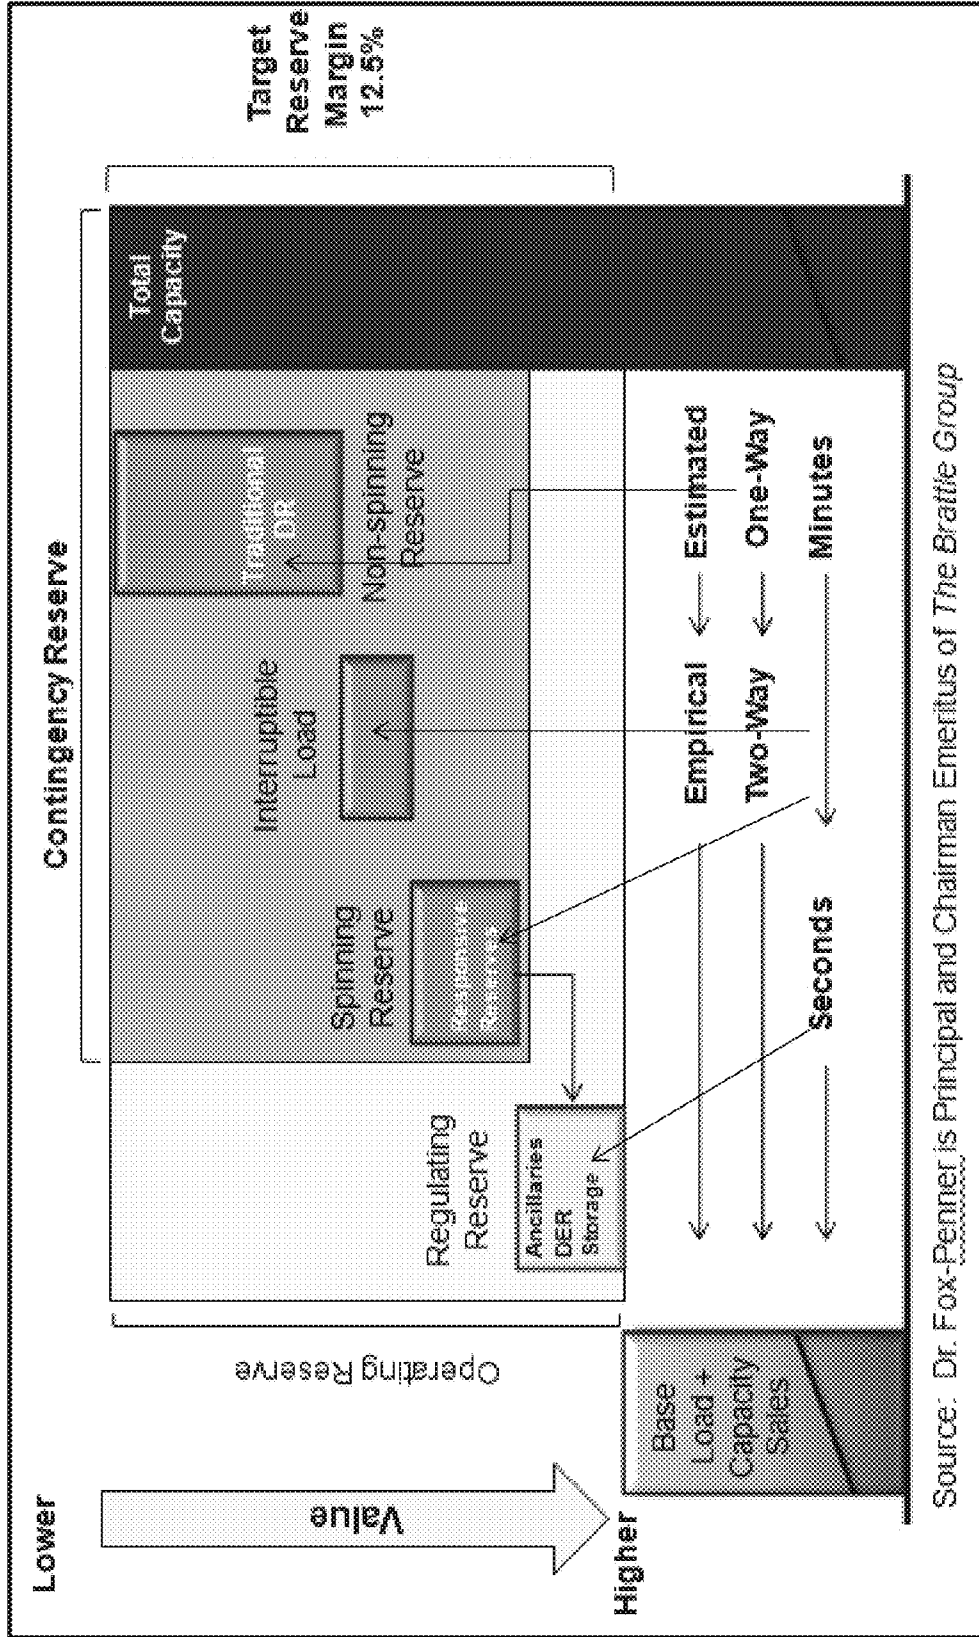 Lower
Value
Higher
Contingency Reserve
Target
Reserve
Margin
12.5%
Operating Reserve
Base
Load +
Capacity
Sales
Regulating
Reserve
Ancillaries
DER
Storage
Spinning
Reserve
Interruptible
Load
Traditional
DR
Non-spinning
Reserve
Total
Capacity
Empirical
Estimated
Two-Way
One-Way
Seconds
Minutes
Source: Dr. Fox-Penner is Principal and Chairman Emeritus of The Brattle Group